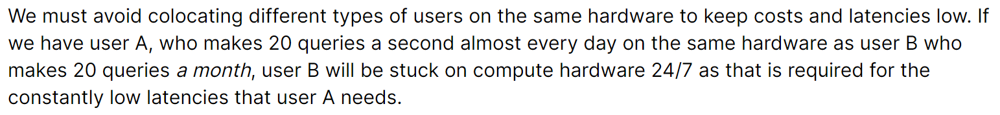 We must avoid colocating different types of users on the same hardware to keep costs and latencies low. If
we have user A, who makes 20 queries a second almost every day on the same hardware as user B who
makes 20 queries a month, user B will be stuck on compute hardware 24/7 as that is required for the
constantly low latencies that user A needs.